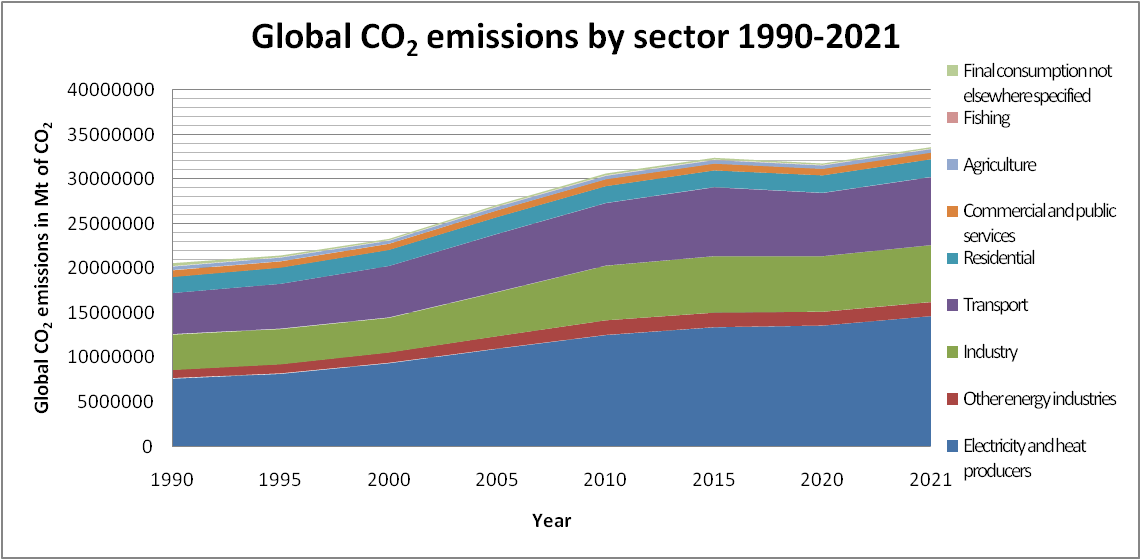 Global CO₂ emissions by sector 1990-2021
Global CO₂ emissions in Mt of CO₂
40000000
35000000
30000000
25000000
20000000
15000000
10000000
5000000
0
1990 1995 2000 2005 2010 2015 2020 2021
Year
Final consumption not
elsewhere specified
Fishing
Agriculture
Commercial and public
services
Residential
Transport
Industry
Other energy industries
Electricity and heat
producers